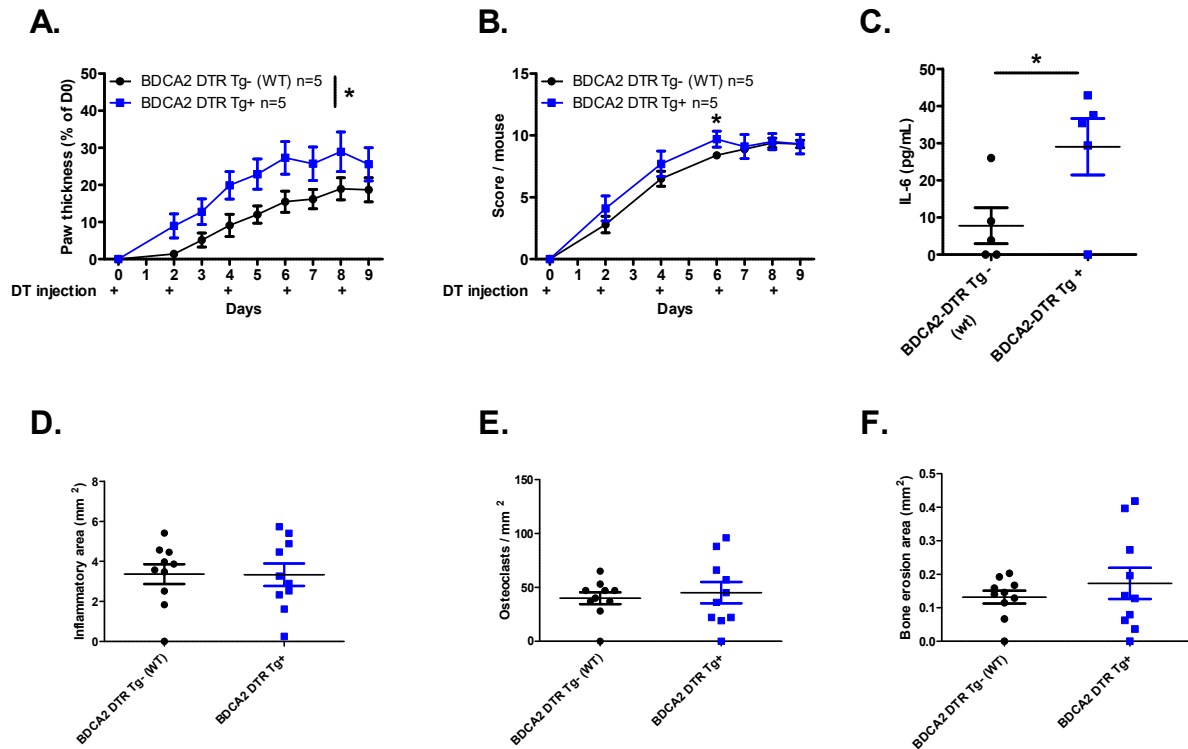 A.
Paw thickness (% of D0)
50
40
30
20
10
0
BDCA2 DTR Tg- (WT) n=5
BDCA2 DTR Tg+ n=5
*
0 1 2 3 4 5 6 7 8 9
DT injection + + + + +
Days
B.
Score / mouse
15
10
5
0
BDCA2 DTR Tg- (WT) n=5
BDCA2 DTR Tg+ n=5
*
0 1 2 3 4 5 6 7 8 9
DT injection + + + + +
Days
C.
IL-6 (pg/mL)
50
40
30
20
10
0
*
BDCA2-DTR Tg -
(wt)
BDCA2-DTR Tg +
D.
Inflammatory area (mm 2)
8
6
4
2
0
BDCA2 DTR Tg- (WT)
BDCA2 DTR Tg+
E.
Osteoclasts / mm 2
150
100
50
0
BDCA2 DTR Tg- (WT)
BDCA2 DTR Tg+
F.
Bone erosion area (mm2)
0.5
0.4
0.3
0.2
0.1
0.0
BDCA2 DTR Tg- (WT)
BDCA2 DTR Tg+